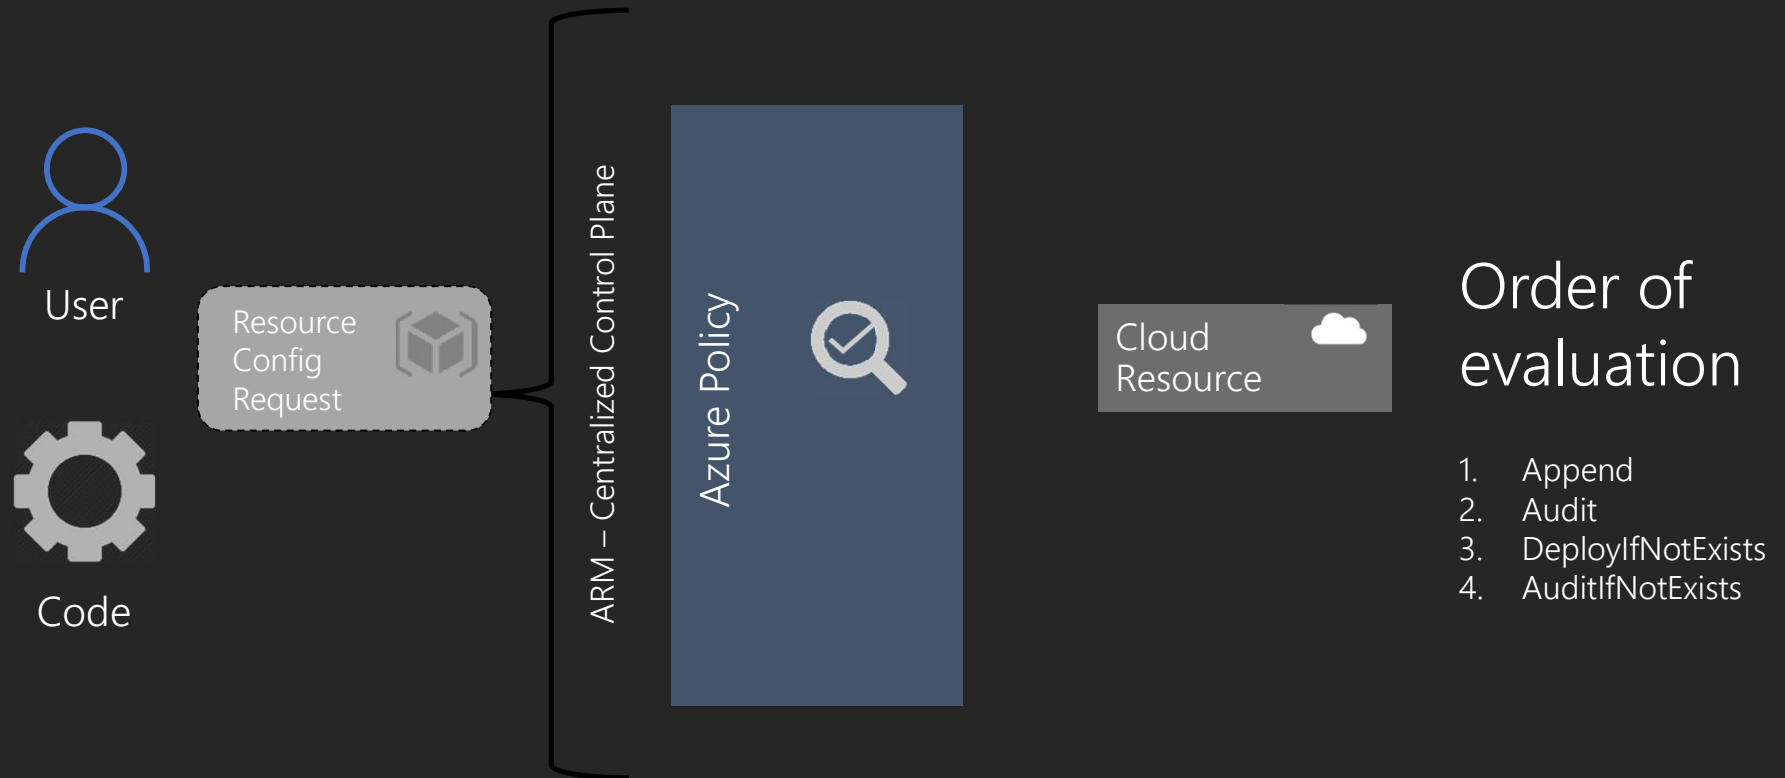 User
Code
Resource
Config
Request
ARM – Centralized Control Plane
Azure Policy
Cloud
Resource
Order of
evaluation
1. Append
2. Audit
3. DeployIfNotExists
4. AuditIfNotExists